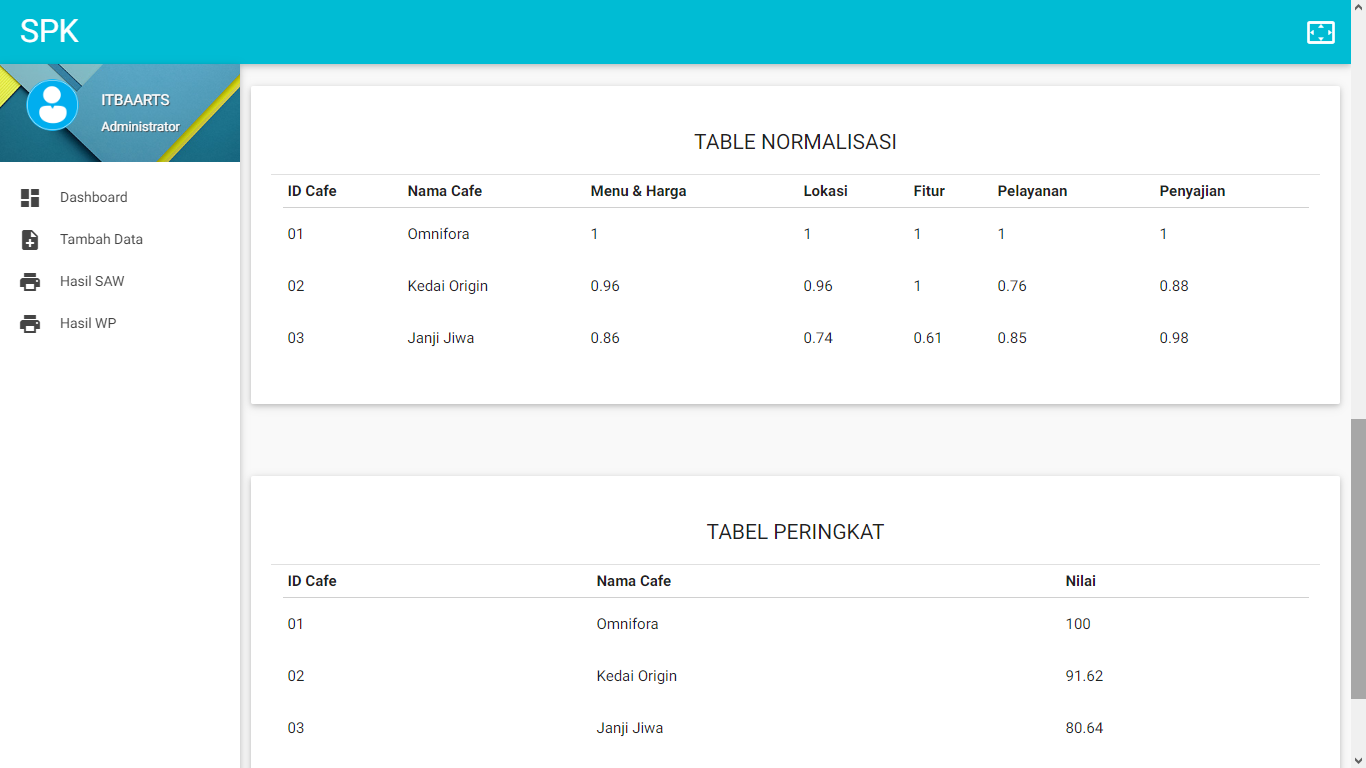 SPK
ITBAARTS
Administrator
Dashboard
Tambah Data
Hasil SAW
Hasil WP
TABLE NORMALISASI
ID Cafe Nama Cafe Menu & Harga Lokasi Fitur Pelayanan Penyajian
01 Omnifora 1 1 1 1 1
02 Kedai Origin 0.96 0.96 1 0.76 0.88
03 Janji Jiwa 0.86 0.74 0.61 0.85 0.98
TABEL PERINGKAT
ID Cafe Nama Cafe Nilai
01 Omnifora 100
02 Kedai Origin 91.62
03 Janji Jiwa 80.64